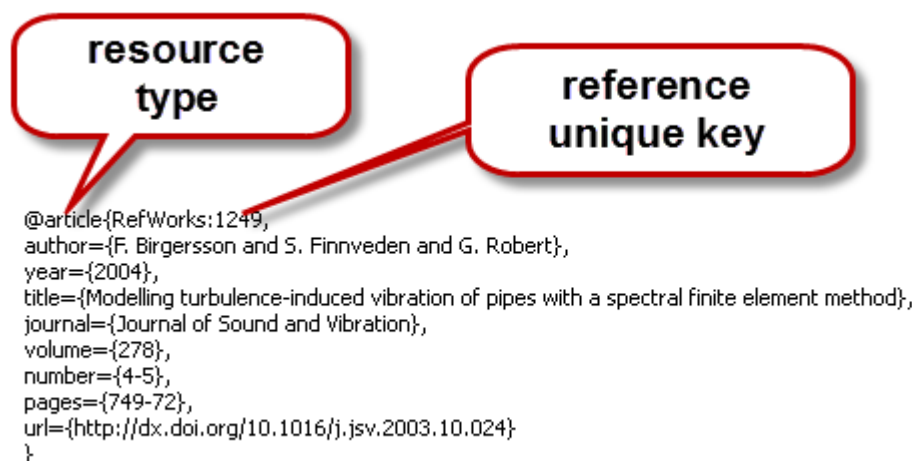 resource
type
reference
unique key
@article{RefWorks:1249,
author={F. Birgersson and S. Finnveden and G. Robert},
year={2004},
title={Modelling turbulence-induced vibration of pipes with a spectral finite element method},
journal={Journal of Sound and Vibration},
volume={278},
number={4-5},
pages={749-72},
url={http://dx.doi.org/10.1016/j.jsv.2003.10.024}
}